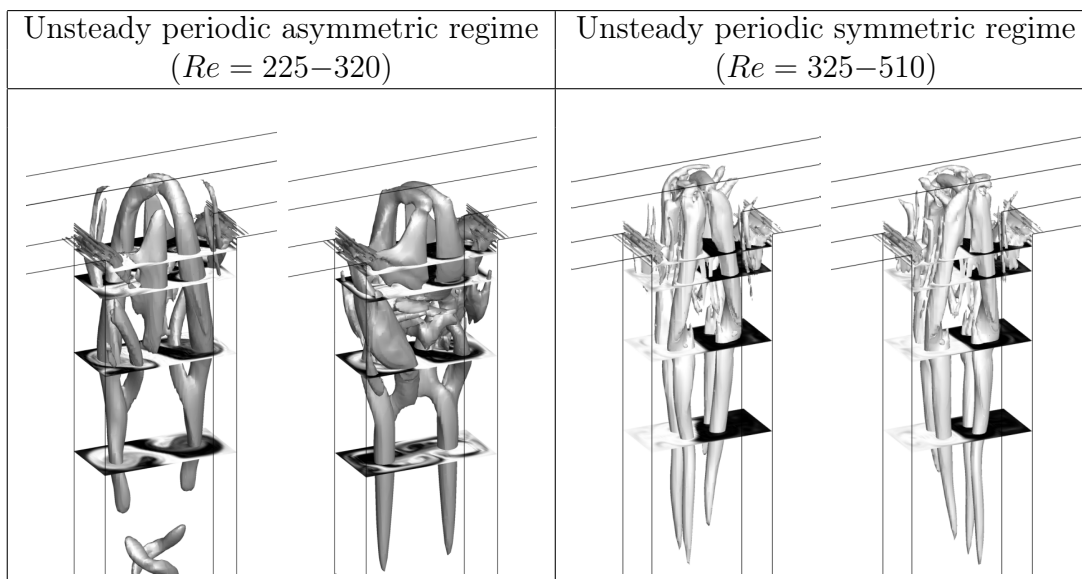 Unsteady periodic asymmetric regime
(Re = 225−320)
Unsteady periodic symmetric regime
(Re = 325−510)